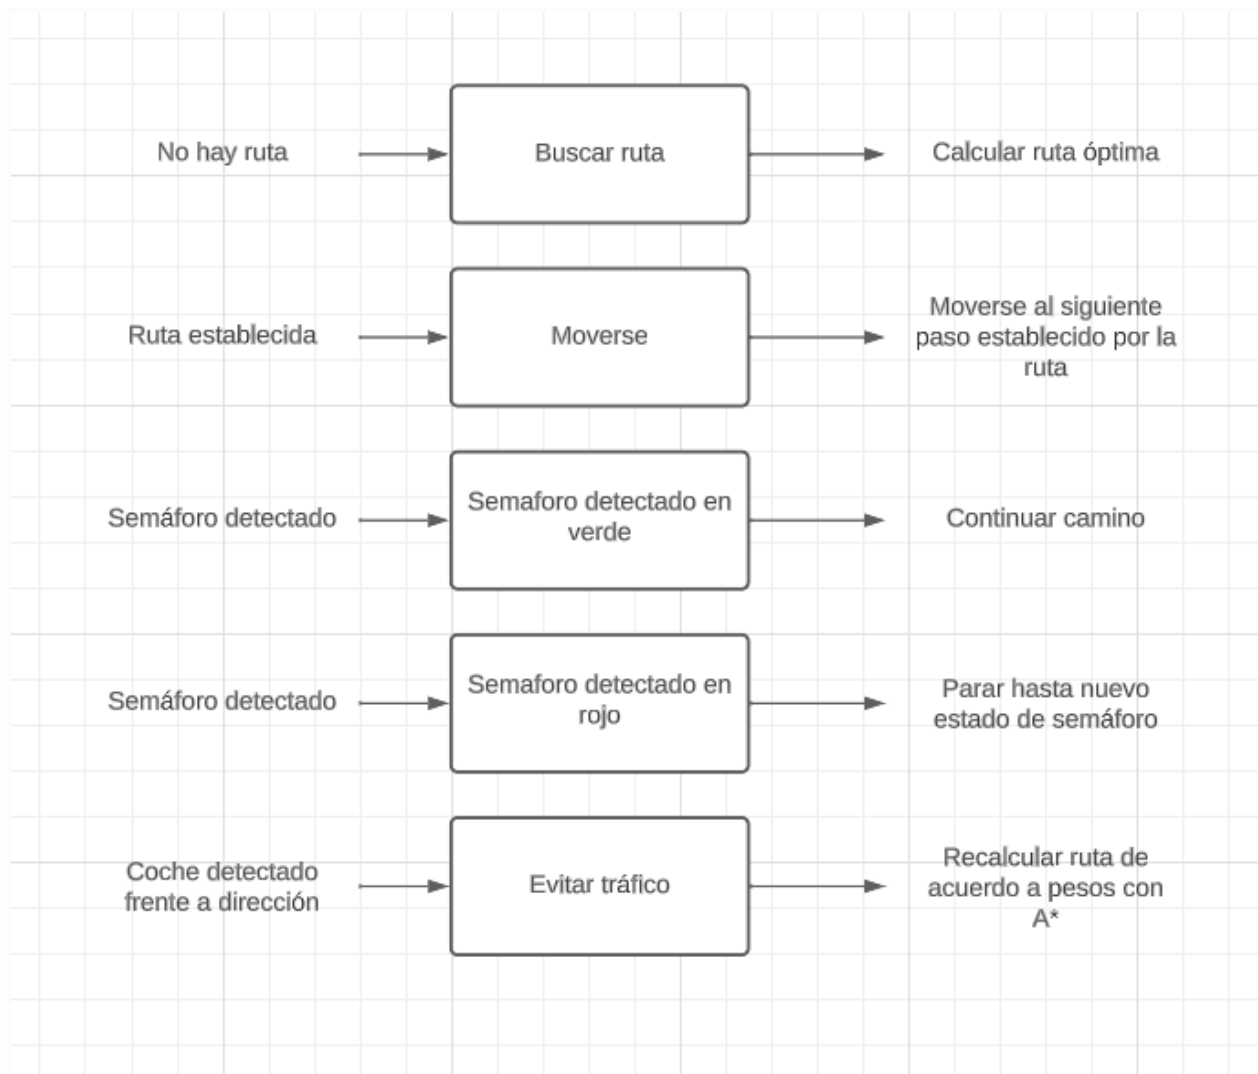 No hay ruta
Buscar ruta
Calcular ruta óptima
Ruta establecida
Moverse
Moverse al siguiente
paso establecido por la
ruta
Semáforo detectado
Semaforo detectado en
verde
Continuar camino
Semáforo detectado
Semaforo detectado en
rojo
Parar hasta nuevo
estado de semáforo
Coche detectado
frente a dirección
Evitar tráfico
Recalcular ruta de
acuerdo a pesos con
A*